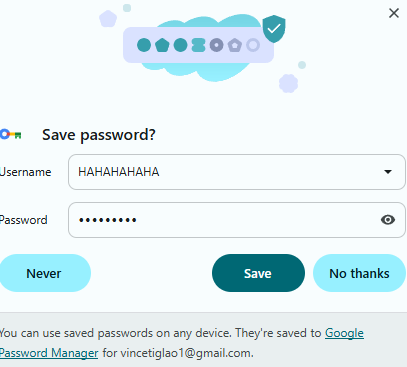 Save password?
Username
HAHAHAHAHA
Password
•••••••••
Never
Save
No thanks
You can use saved passwords on any device. They're saved to Google
Password Manager for vincetiglao1@gmail.com.